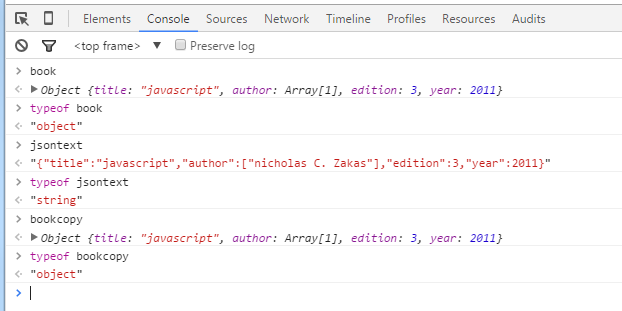 Elements Console Sources Network Timeline Profiles Resources Audits
<top frame> ▼ Preserve log
> book
▶ Object {title: "javascript", author: Array[1], edition: 3, year: 2011}
> typeof book
"object"
> jsontext
"{"title":"javascript","author":["nicholas C. Zakas"],"edition":3,"year":2011}"
> typeof jsontext
"string"
> bookcopy
▶ Object {title: "javascript", author: Array[1], edition: 3, year: 2011}
> typeof bookcopy
"object"
>